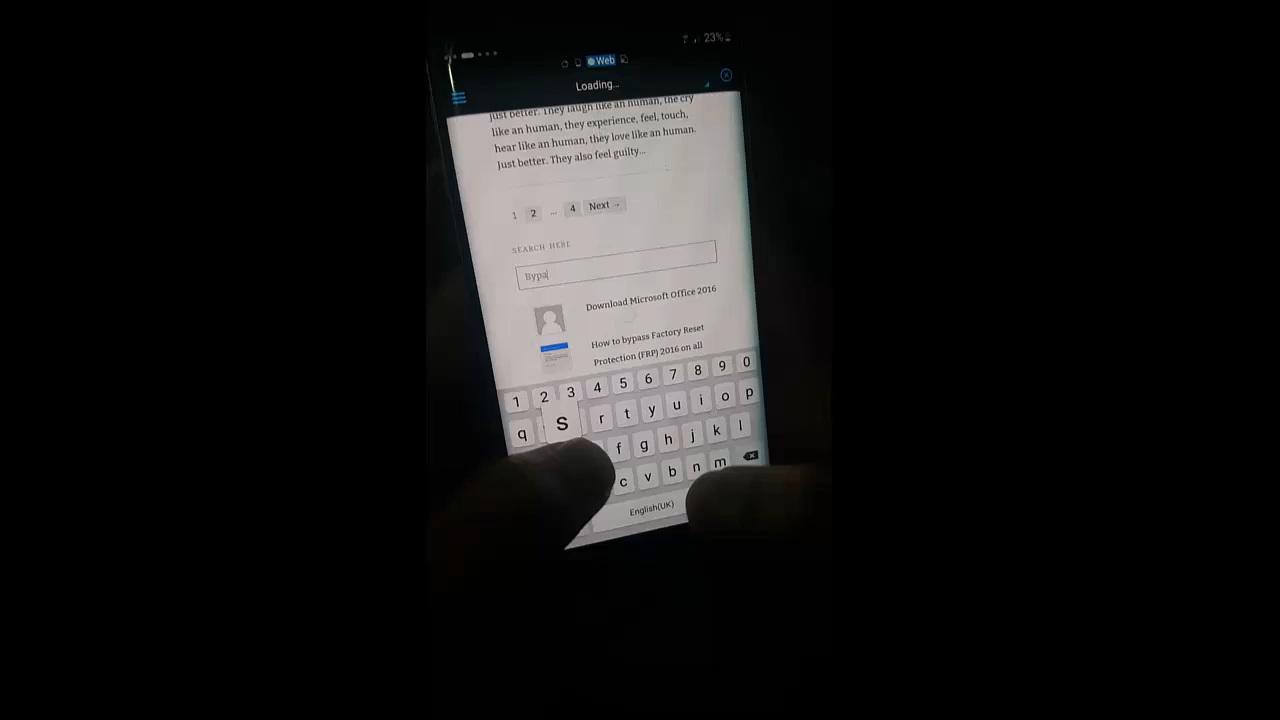 23%
Web
Loading...
just better. They laugh like an human, the cry
like an human, they experience, feel, touch,
hear like an human, they love like an human.
Just better. They also feel guilty...
1 2 ... 4 Next →
SEARCH HERE
Bypa
Download Microsoft Office 2016
How to bypass Factory Reset
Protection (FRP) 2016 on all
1 2 3 4 5 6 7 8 9 0
q s r t y u i o p
f g h j k l
c v b n m
English(UK)